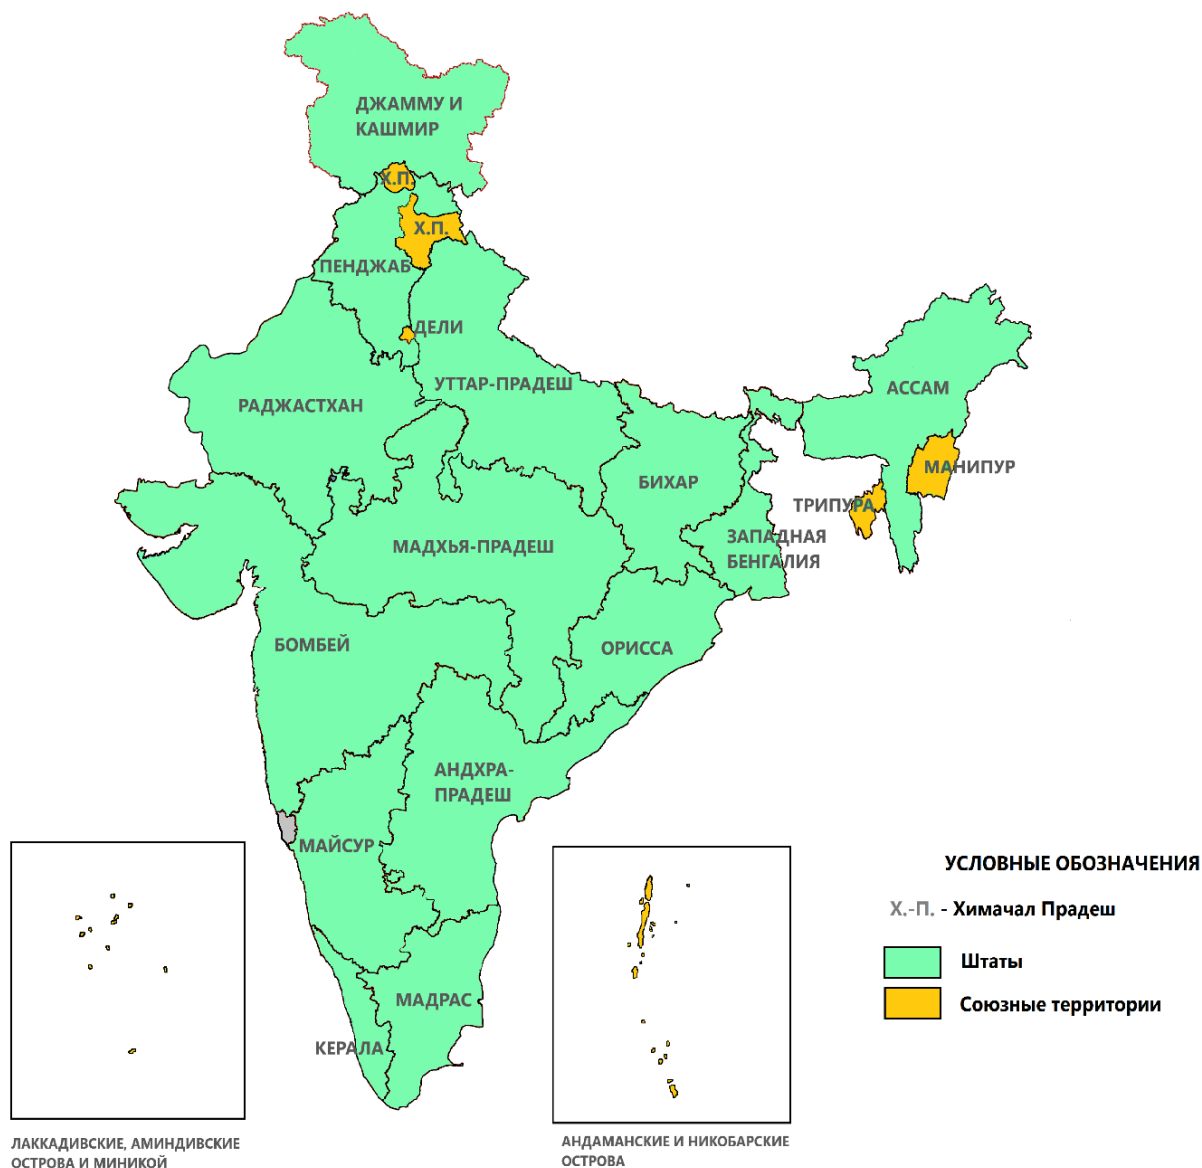 ДЖАММУ И
КАШМИР
Х.П.
Х.П.
ПЕНДЖАБ
ДЕЛИ
УТТАР-ПРАДЕШ
РАДЖАСТХАН
АССАМ
МАНИПУР
БИХАР
ТРИПУРА
ЗАПАДНАЯ
БЕНГАЛИЯ
МАДХЬЯ-ПРАДЕШ
БОМБЕЙ
ОРИССА
АНДХРА-
ПРАДЕШ
МАЙСУР
МАДРАС
КЕРАЛА
УСЛОВНЫЕ ОБОЗНАЧЕНИЯ
Х.-П. - Химачал Прадеш
Штаты
Союзные территории
ЛАККАДИВСКИЕ, АМИНДИВСКИЕ
ОСТРОВА И МИНИКОЙ
АНДАМАНСКИЕ И НИКОБАРСКИЕ
ОСТРОВА